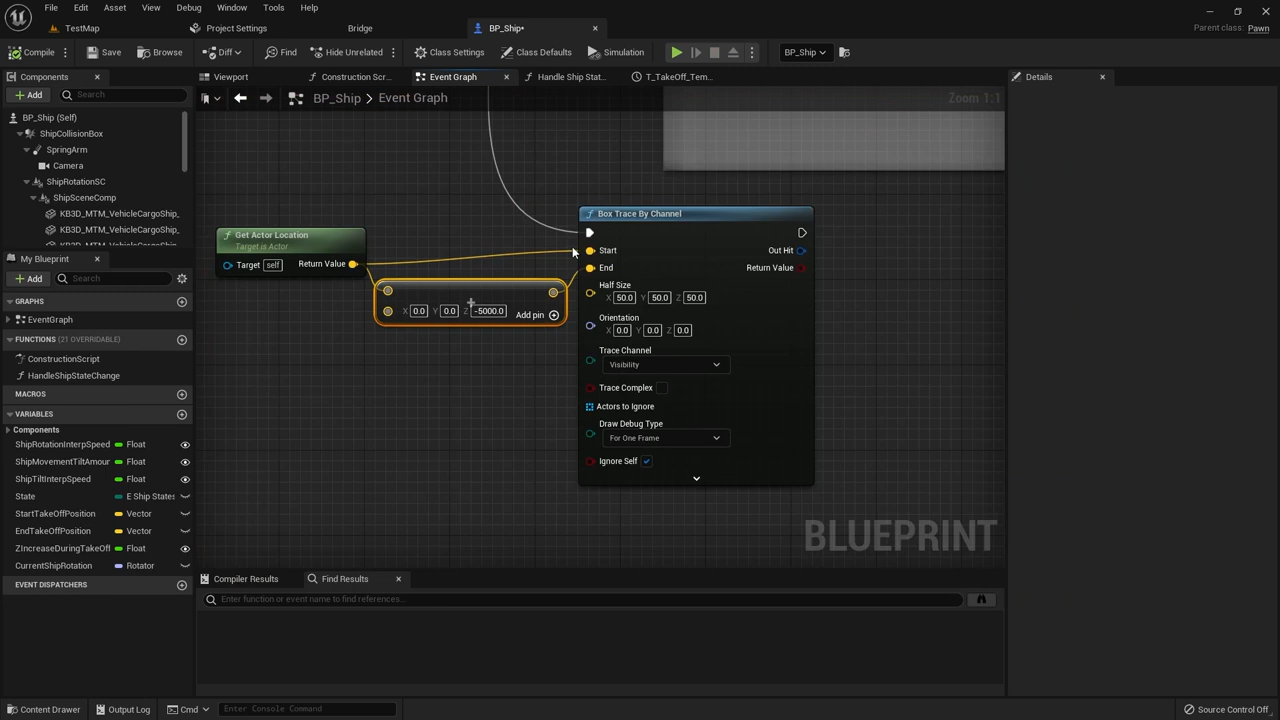 File Edit Asset View Debug Window Tools Help
TestMap Project Settings Bridge BP_Ship* Parent class: Pawn
Compile Save Browse Diff Find Hide Unrelated Class Settings Class Defaults Simulation BP_Ship
Components Viewport Construction Scr... Event Graph Handle Ship Stat... T_TakeOff_Tem... Details
Add Search BP_Ship > Event Graph Zoom 1:1
BP_Ship (Self)
ShipCollisionBox
SpringArm
Camera
ShipRotationSC
ShipSceneComp
KB3D_MTM_VehicleCargoShip_
KB3D_MTM_VehicleCargoShip_
KB3D_MTM_VehicleCargoShip_
My Blueprint
Add Search
GRAPHS
EventGraph
FUNCTIONS (21 OVERRIDABLE)
ConstructionScript
HandleShipStateChange
MACROS
VARIABLES
Components
ShipRotationInterpSpeed Float
ShipMovementTiltAmour Float
ShipTiltInterpSpeed Float
State E Ship States
StartTakeOffPosition Vector
EndTakeOffPosition Vector
ZIncreaseDuringTakeOff Float
CurrentShipRotation Rotator
EVENT DISPATCHERS
Get Actor Location
Target is Actor
Target self Return Value
X 0.0 Y 0.0 Z -5000.0 Add pin
Box Trace By Channel
Start Out Hit
End Return Value
Half Size
X 50.0 Y 50.0 Z 50.0
Orientation
X 0.0 Y 0.0 Z 0.0
Trace Channel
Visibility
Trace Complex
Actors to Ignore
Draw Debug Type
For One Frame
Ignore Self
BLUEPRINT
Compiler Results Find Results
Enter function or event name to find references...
Content Drawer Output Log Cmd Enter Console Command Source Control Off